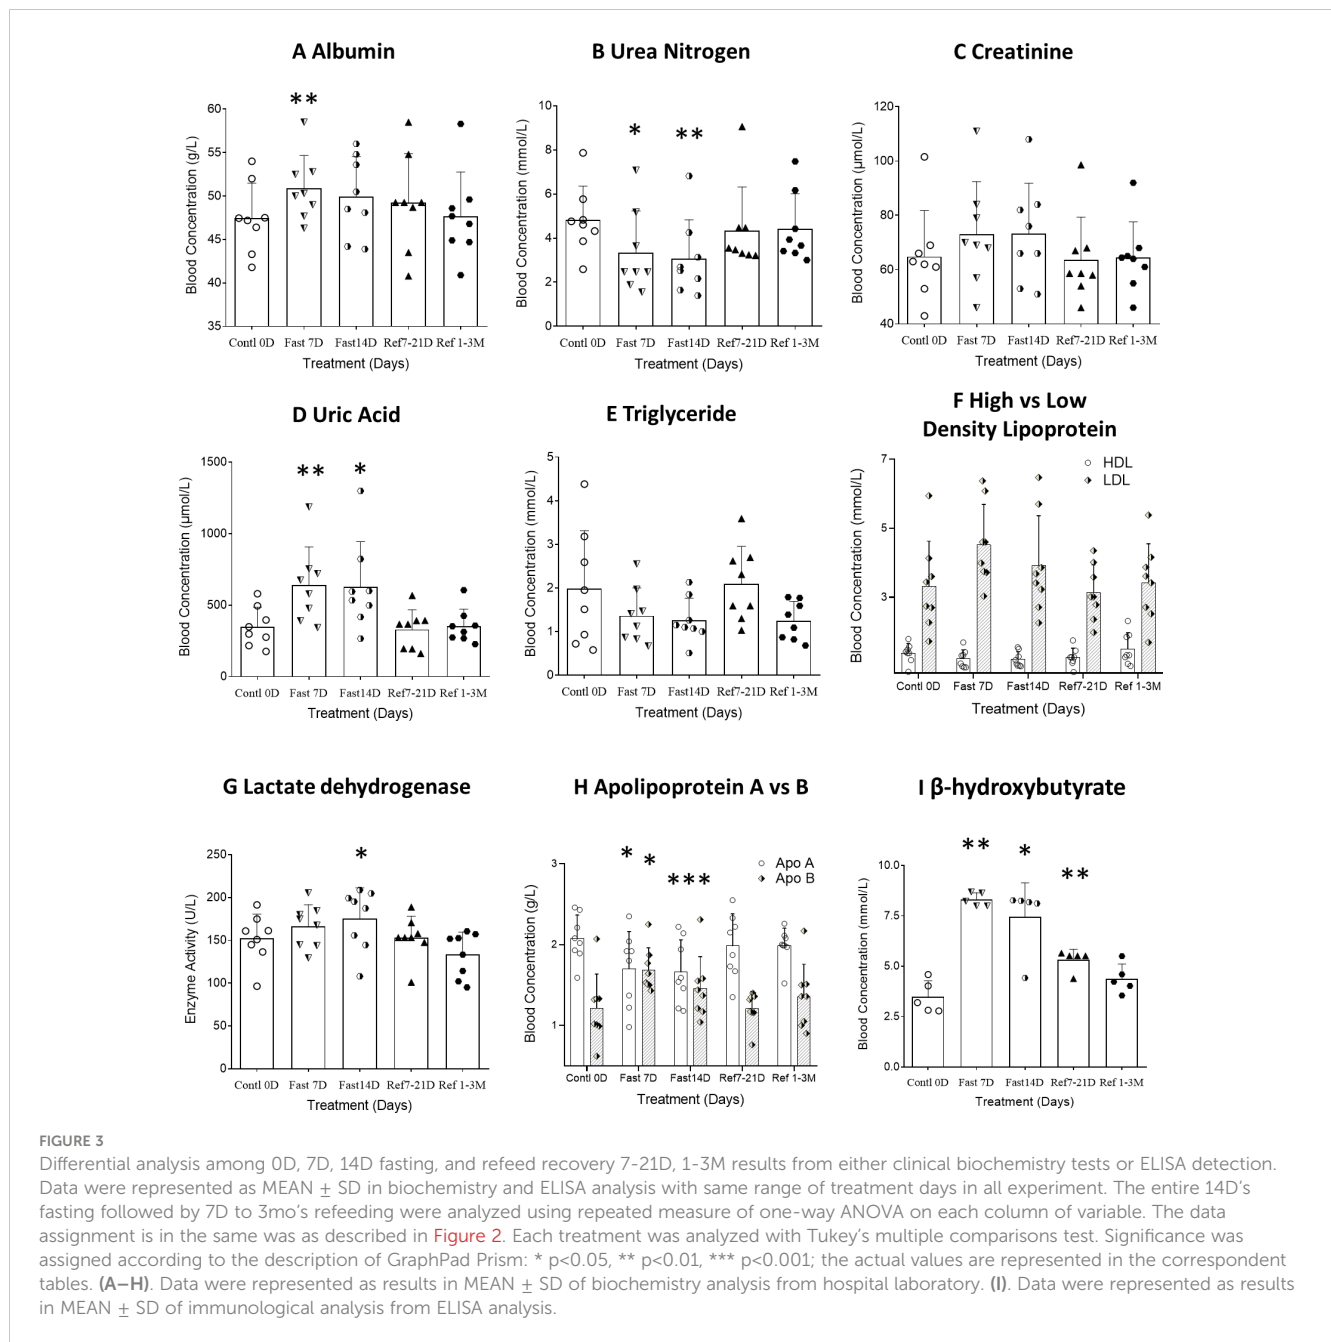 A Albumin
**
Blood Concentration (g/L)
60
55
50
45
40
35
Contl 0D Fast 7D Fast14D Ref7-21D Ref 1-3M
Treatment (Days)
B Urea Nitrogen
* **
Blood Concentration (mmol/L)
10
8
6
4
2
0
Contl 0D Fast 7D Fast14D Ref7-21D Ref 1-3M
Treatment (Days)
C Creatinine
Blood Concentration (µmol/L)
120
100
80
60
40
Contl 0D Fast 7D Fast14D Ref7-21D Ref 1-3M
Treatment (Days)
D Uric Acid
** *
Blood Concentration (µmol/L)
1500
1000
500
0
Contl 0D Fast 7D Fast14D Ref7-21D Ref 1-3M
Treatment (Days)
E Triglyceride
Blood Concentration (mmol/L)
5
4
3
2
1
0
Contl 0D Fast 7D Fast14D Ref7-21D Ref 1-3M
Treatment (Days)
F High vs Low
Density Lipoprotein
HDL
LDL
Blood Concentration (mmol/L)
7
5
3
Contl 0D Fast 7D Fast14D Ref7-21D Ref 1-3M
Treatment (Days)
G Lactate dehydrogenase
*
Enzyme Activity (U/L)
250
200
150
100
50
0
Contl 0D Fast 7D Fast14D Ref7-21D Ref 1-3M
Treatment (Days)
H Apolipoprotein A vs B
* * ***
Apo A
Apo B
Blood Concentration (g/L)
3
2
1
Contl 0D Fast 7D Fast14D Ref7-21D Ref 1-3M
Treatment (Days)
I β-hydroxybutyrate
** * **
Blood Concentration (mmol/L)
10.0
7.5
5.0
2.5
0.0
Contl 0D Fast 7D Fast14D Ref7-21D Ref 1-3M
Treatment (Days)
FIGURE 3
Differential analysis among 0D, 7D, 14D fasting, and refeed recovery 7-21D, 1-3M results from either clinical biochemistry tests or ELISA detection.
Data were represented as MEAN ± SD in biochemistry and ELISA analysis with same range of treatment days in all experiment. The entire 14D's
fasting followed by 7D to 3mo's refeeding were analyzed using repeated measure of one-way ANOVA on each column of variable. The data
assignment is in the same was as described in Figure 2. Each treatment was analyzed with Tukey's multiple comparisons test. Significance was
assigned according to the description of GraphPad Prism: * p<0.05, ** p<0.01, *** p<0.001; the actual values are represented in the correspondent
tables. (A–H). Data were represented as results in MEAN ± SD of biochemistry analysis from hospital laboratory. (I). Data were represented as results
in MEAN ± SD of immunological analysis from ELISA analysis.